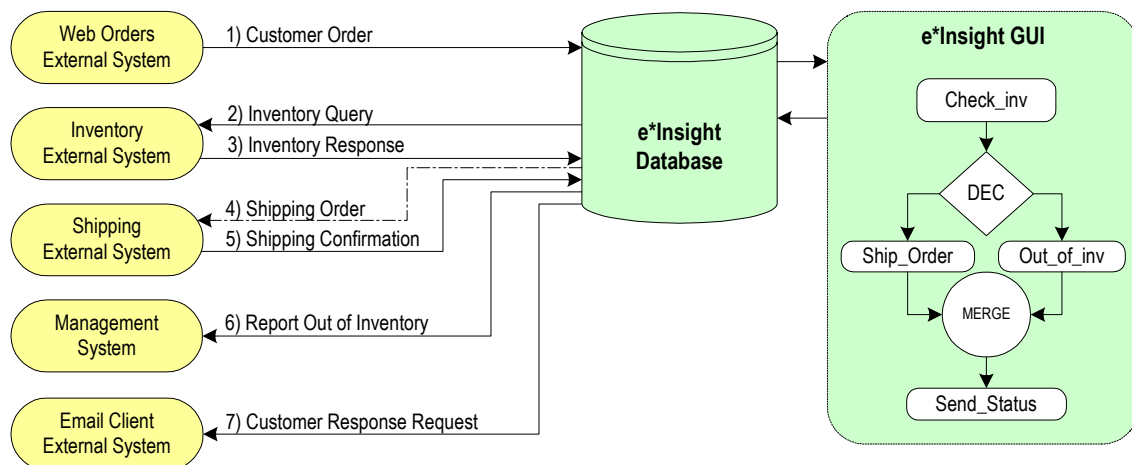 Web Orders
External System
1) Customer Order
Inventory
External System
2) Inventory Query
3) Inventory Response
Shipping
External System
4) Shipping Order
5) Shipping Confirmation
Management
System
6) Report Out of Inventory
Email Client
External System
7) Customer Response Request
e*Insight
Database
e*Insight GUI
Check_inv
DEC
Ship_Order
Out_of_inv
MERGE
Send_Status